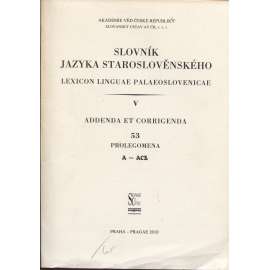 AKADEMIE VĚD ČESKÉ REPUBLIKY
SLOVANSKÝ ÚSTAV AV ČR, v. v. i.
SLOVNÍK
JAZYKA STAROSLOVĚNSKÉHO
LEXICON LINGUAE PALAEOSLOVENICAE
V
ADDENDA ET CORRIGENDA
53
PROLEGOMENA
А – АСЪ
PRAHA – PRAGAE 2010